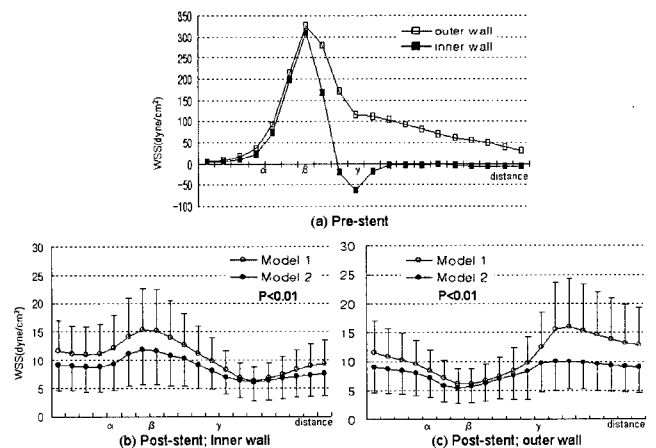 350
300
250
200
150
100
50
0
-50
-100
WSS(dyne/cm²)
outer wall
inner wall
α
β
γ
distance
(a) Pre-stent
30
25
20
15
10
5
0
WSS(dyne/cm²)
Model 1
Model 2
P<0.01
α
β
γ
distance
(b) Post-stent; Inner wall
30
25
20
15
10
5
0
Model 1
Model 2
P<0.01
α
β
γ
distance
(c) Post-stent; outer wall